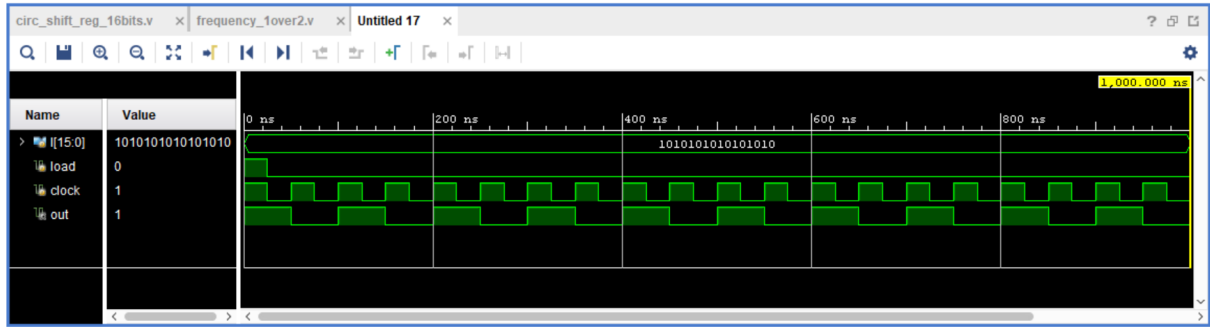 circ_shift_reg_16bits.v × frequency_1over2.v × Untitled 17 × ?
1,000.000 ns
Name Value 0 ns 200 ns 400 ns 600 ns 800 ns
I[15:0] 1010101010101010 1010101010101010
load 0
clock 1
out 1